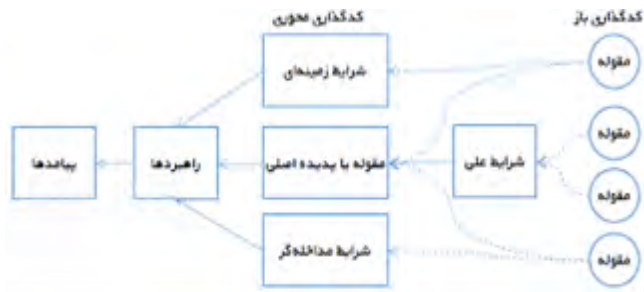 کدگذاری باز
کدگذاری محوری
مقوله
شرایط زمینه‌ای
مقوله
شرایط علی
مقوله یا پدیده اصلی
راهبردها
پیامدها
مقوله
مقوله
شرایط مداخله‌گر